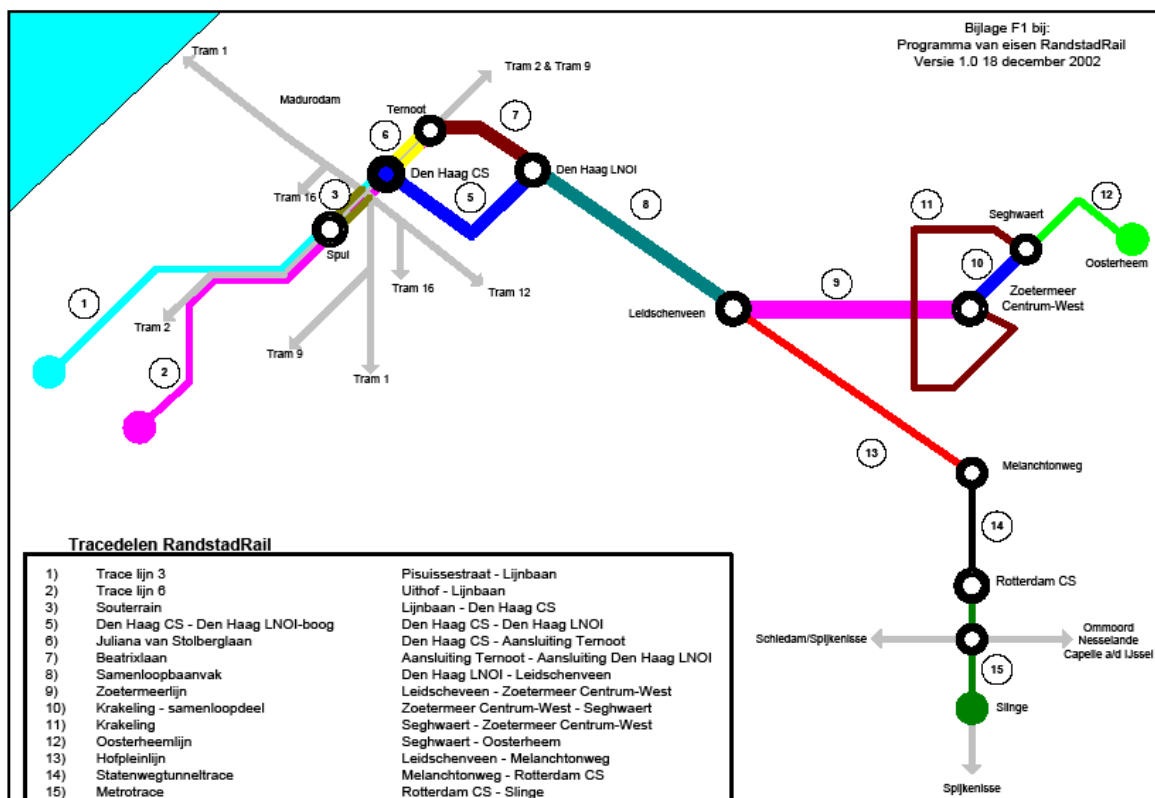 Bijlage F1 bij:
Programma van eisen RandstadRail
Versie 1.0 18 december 2002
Tram 1
Tram 2 & Tram 9
Madurodam
Ternoot
7
6
Den Haag CS
Den Haag LNOI
Tram 16
3
5
8
11
12
Seghwaert
Oosterheem
10
Spui
Tram 16
Tram 12
9
Zoetermeer
Centrum-West
1
Leidschenveen
Tram 2
Tram 9
Tram 1
2
13
Melanchtonweg
14
Rotterdam CS
Schiedam/Spijkenisse
Ommoord
Nesselande
Capelle a/d IJssel
15
Slinge
Spijkenisse
Tracedelen RandstadRail
1) Trace lijn 3 Pisuissestraat - Lijnbaan
2) Trace lijn 6 Uithof - Lijnbaan
3) Souterrain Lijnbaan - Den Haag CS
5) Den Haag CS - Den Haag LNOI-boog Den Haag CS - Den Haag LNOI
6) Juliana van Stolberglaan Den Haag CS - Aansluiting Ternoot
7) Beatrixlaan Aansluiting Ternoot - Aansluiting Den Haag LNOI
8) Samenloopbaanvak Den Haag LNOI - Leidschenveen
9) Zoetermeerlijn Leidscheveen - Zoetermeer Centrum-West
10) Krakeling - samenloopdeel Zoetermeer Centrum-West - Seghwaert
11) Krakeling Seghwaert - Zoetermeer Centrum-West
12) Oosterheemlijn Seghwaert - Oosterheem
13) Hofpleinlijn Leidschenveen - Melanchtonweg
14) Statenwegtunneltrace Melanchtonweg - Rotterdam CS
15) Metrotrace Rotterdam CS - Slinge